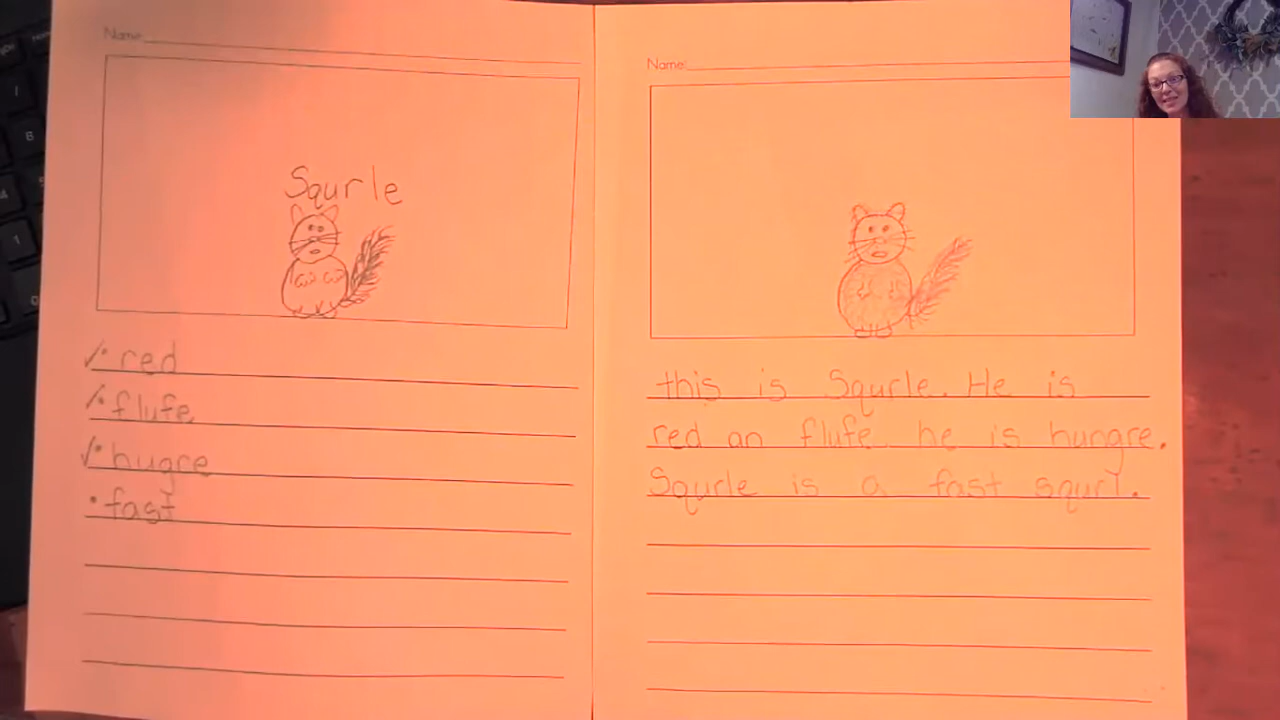 Name:
Squrle
red
flufe
hugre
fast
Name:
this is Squrle. He is
red an flufe he is hungre.
Squrle is a fast squrl.